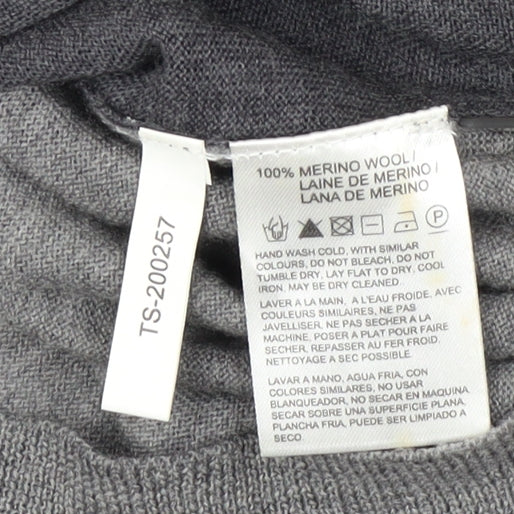 TS-200257
100% MERINO WOOL /
LAINE DE MERINO /
LANA DE MERINO
P
HAND WASH COLD, WITH SIMILAR
COLOURS, DO NOT BLEACH, DO NOT
TUMBLE DRY, LAY FLAT TO DRY, COOL
IRON, MAY BE DRY CLEANED.
LAVER A LA MAIN, A L'EAU FROIDE, AVEC
COULEURS SIMILAIRES, NE PAS
JAVELLISER, NE PAS SECHER A LA
MACHINE, POSER A PLAT POUR FAIRE
SECHER, REPASSER AU FER FROID.
NETTOYAGE A SEC POSSIBLE.
LAVAR A MANO, AGUA FRIA, CON
COLORES SIMILARES, NO USAR
BLANQUEADOR, NO SECAR EN MAQUINA
SECAR SOBRE UNA SUPERFICIE PLANA
PLANCHA FRIA, PUEDE SER LIMPIADO A
SECO.